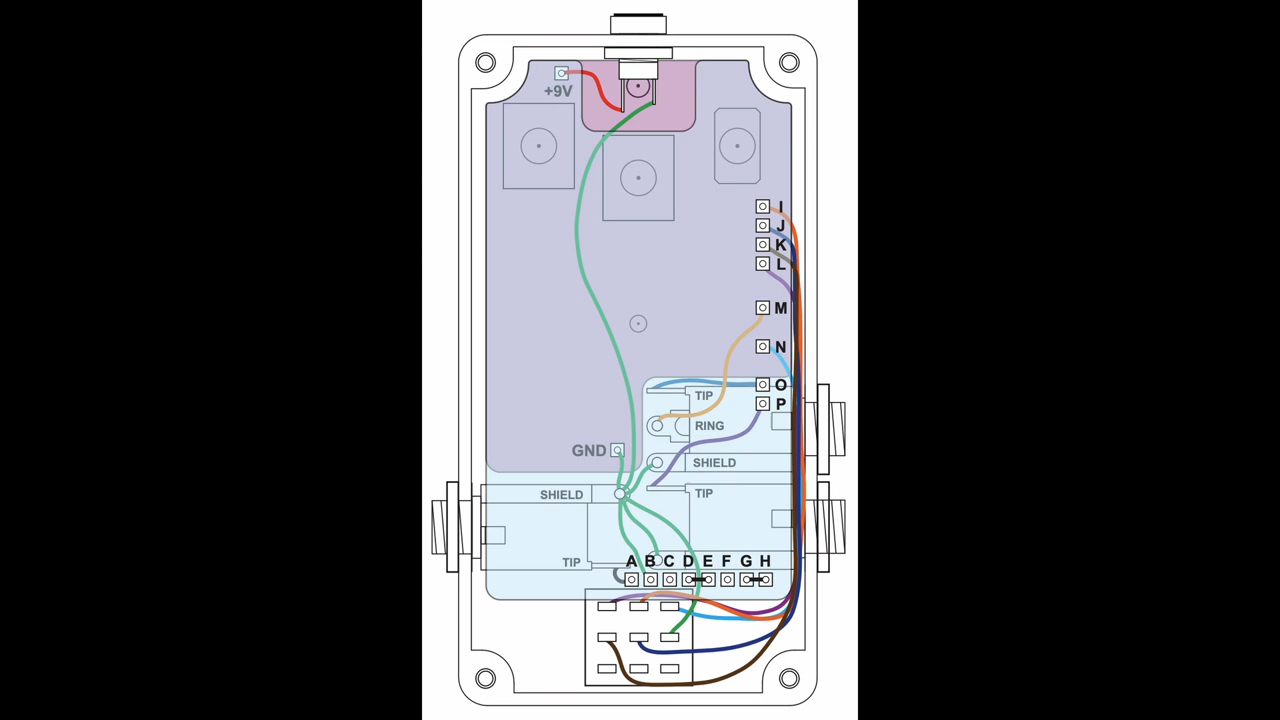 +9V
I
J
K
L
M
N
O
TIP
P
RING
GND
SHIELD
SHIELD
TIP
TIP
A B C D E F G H